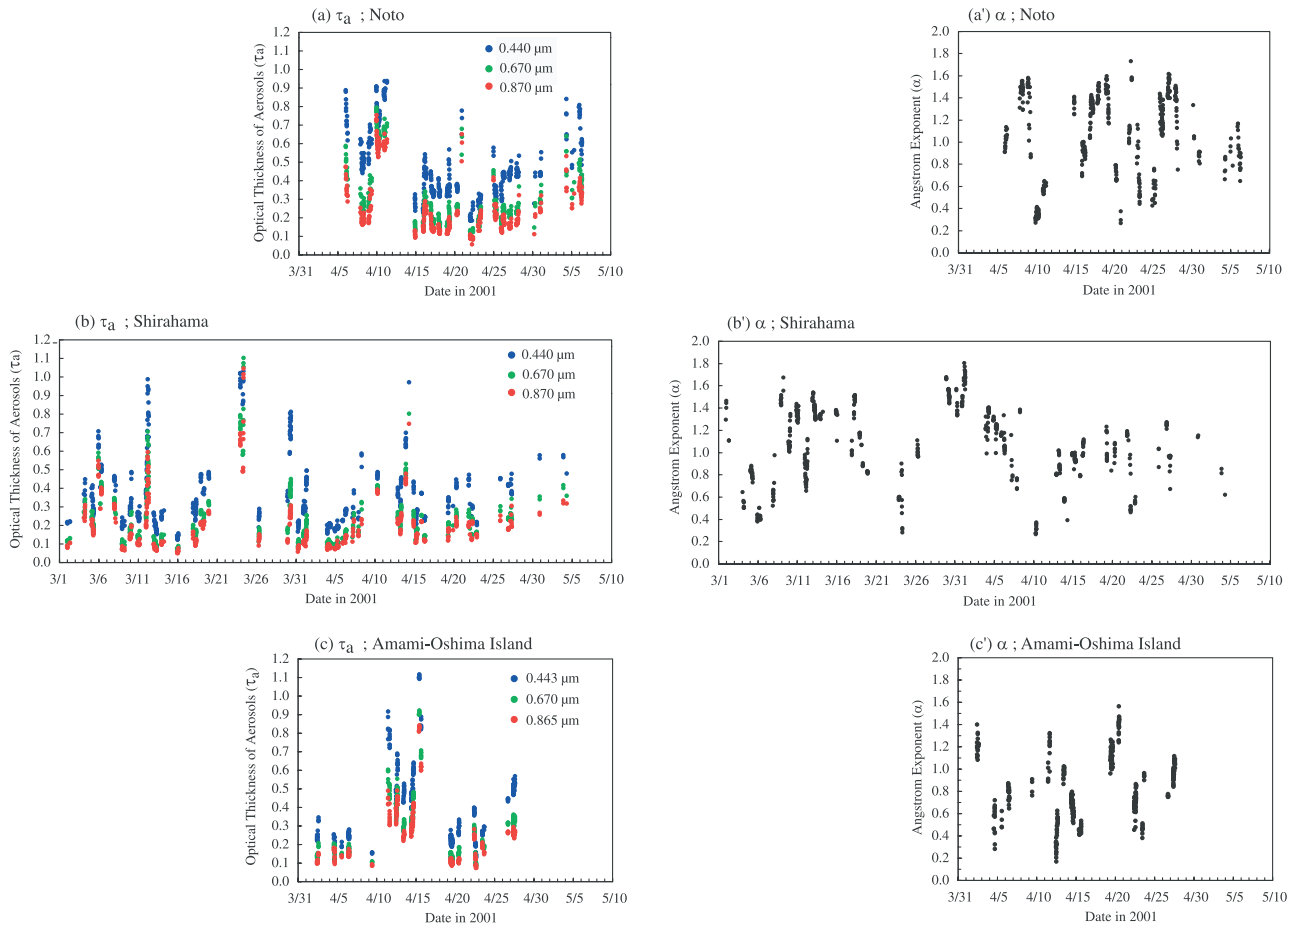 (a) τa ; Noto
Optical Thickness of Aerosols (τa)
1.2
1.1
1.0
0.9
0.8
0.7
0.6
0.5
0.4
0.3
0.2
0.1
0.0
0.440 μm
0.670 μm
0.870 μm
3/31 4/5 4/10 4/15 4/20 4/25 4/30 5/5 5/10
Date in 2001
(a') α ; Noto
Angstrom Exponent (α)
2.0
1.8
1.6
1.4
1.2
1.0
0.8
0.6
0.4
0.2
0.0
3/31 4/5 4/10 4/15 4/20 4/25 4/30 5/5 5/10
Date in 2001
(b) τa ; Shirahama
Optical Thickness of Aerosols (τa)
1.2
1.1
1.0
0.9
0.8
0.7
0.6
0.5
0.4
0.3
0.2
0.1
0.0
0.440 μm
0.670 μm
0.870 μm
3/1 3/6 3/11 3/16 3/21 3/26 3/31 4/5 4/10 4/15 4/20 4/25 4/31 5/5 5/10
Date in 2001
(b') α ; Shirahama
Angstrom Exponent (α)
2.0
1.8
1.6
1.4
1.2
1.0
0.8
0.6
0.4
0.2
0.0
3/1 3/6 3/11 3/16 3/21 3/26 3/31 4/5 4/10 4/15 4/20 4/25 4/31 5/5 5/10
Date in 2001
(c) τa ; Amami-Oshima Island
Optical Thickness of Aerosols (τa)
1.2
1.1
1.0
0.9
0.8
0.7
0.6
0.5
0.4
0.3
0.2
0.1
0.0
0.443 μm
0.670 μm
0.865 μm
3/31 4/5 4/10 4/15 4/20 4/25 4/31 5/5 5/10
Date in 2001
(c') α ; Amami-Oshima Island
Angstrom Exponent (α)
2.0
1.8
1.6
1.4
1.2
1.0
0.8
0.6
0.4
0.2
0.0
3/31 4/5 4/10 4/15 4/20 4/25 4/31 5/5 5/10
Date in 2001